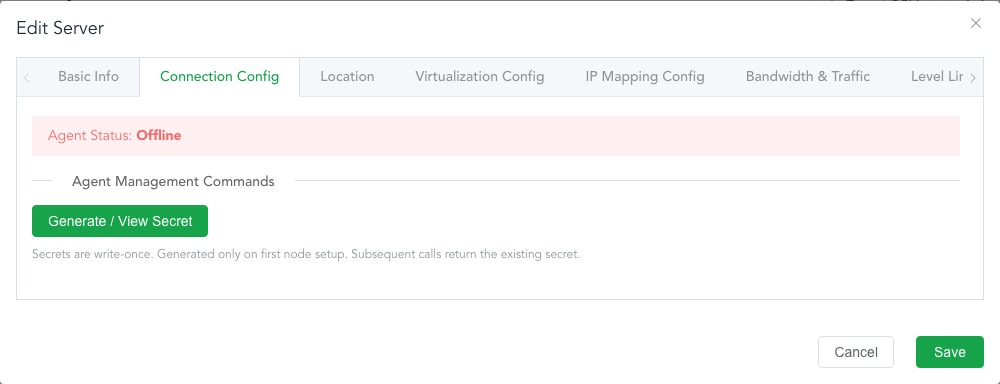 Edit Server
Basic Info Connection Config Location Virtualization Config IP Mapping Config Bandwidth & Traffic Level Lir
Agent Status: Offline
Agent Management Commands
Generate / View Secret
Secrets are write-once. Generated only on first node setup. Subsequent calls return the existing secret.
Cancel Save